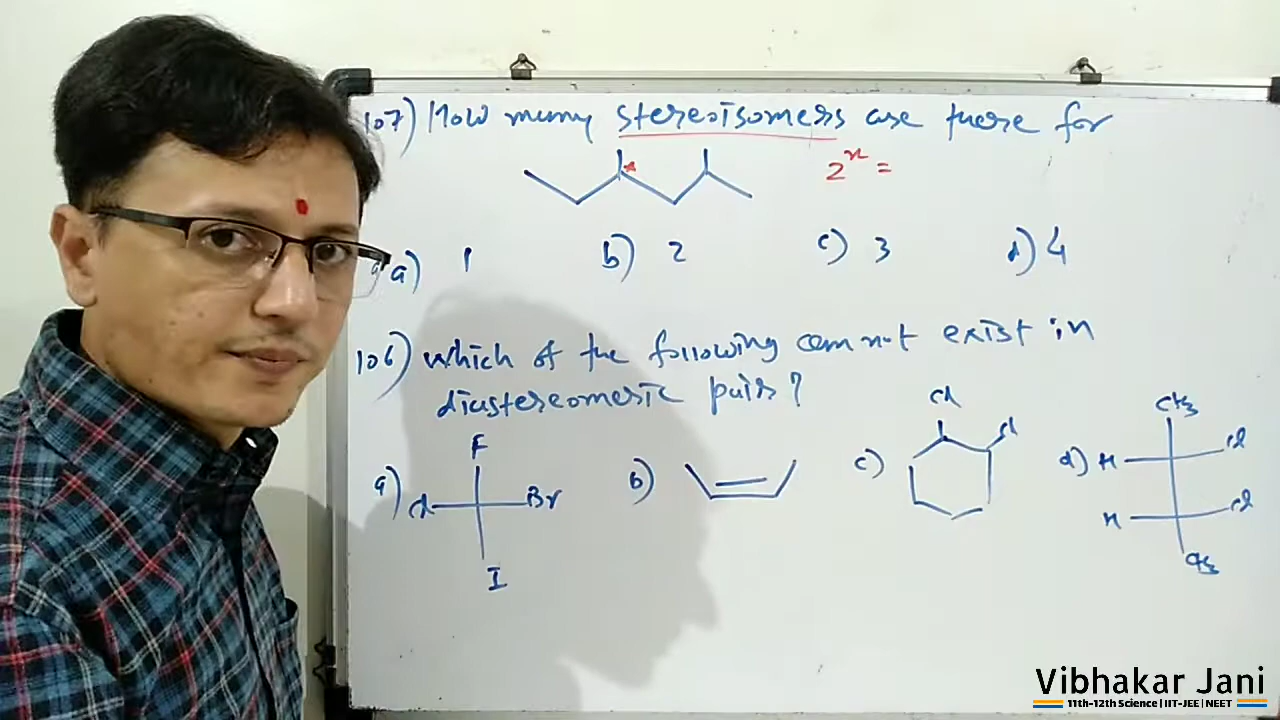 107) How many stereoisomers are there for
2ⁿ =
a) 1 b) 2 c) 3 d) 4
106) which of the following can not exist in
diastereomeric pair?
a) F Cl Br I
b)
c) Cl Cl
d) CH₃ H Cl H Cl CH₃
Vibhakar Jani
11th-12th Science | IIT-JEE | NEET